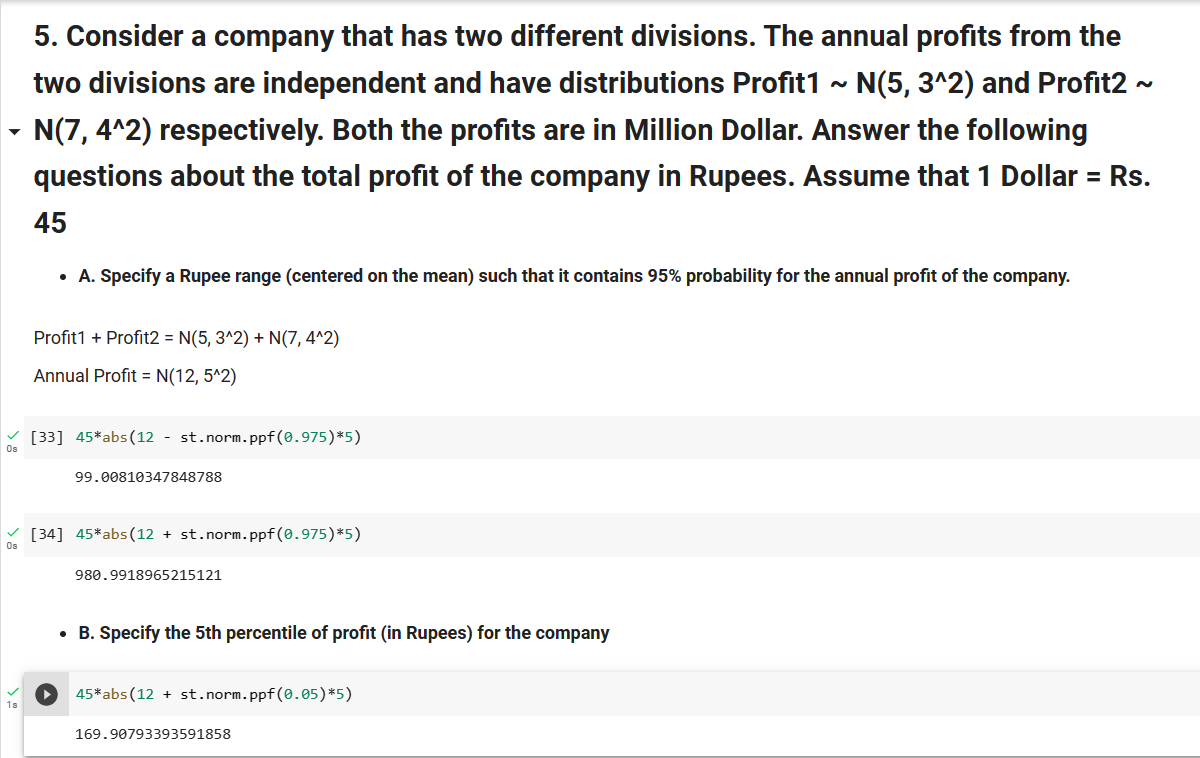 5. Consider a company that has two different divisions. The annual profits from the
two divisions are independent and have distributions Profit1 ~ N(5, 3^2) and Profit2 ~
N(7, 4^2) respectively. Both the profits are in Million Dollar. Answer the following
questions about the total profit of the company in Rupees. Assume that 1 Dollar = Rs.
45
• A. Specify a Rupee range (centered on the mean) such that it contains 95% probability for the annual profit of the company.
Profit1 + Profit2 = N(5, 3^2) + N(7, 4^2)
Annual Profit = N(12, 5^2)
[33] 45*abs(12 - st.norm.ppf(0.975)*5)
0s
99.00810347848788
[34] 45*abs(12 + st.norm.ppf(0.975)*5)
0s
980.9918965215121
• B. Specify the 5th percentile of profit (in Rupees) for the company
45*abs(12 + st.norm.ppf(0.05)*5)
1s
169.90793393591858